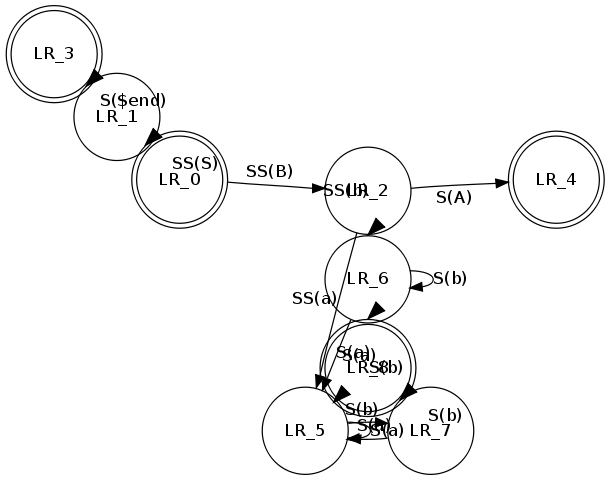 LR_3
S($end)
LR_1
SS(S)
LR_0
SS(B)
SS(b)
LR_2
S(A)
LR_4
LR_6
S(b)
SS(a)
S(a)
S(a)
LR_8
S(b)
S(b)
S(b)
LR_5
S(a)
LR_7